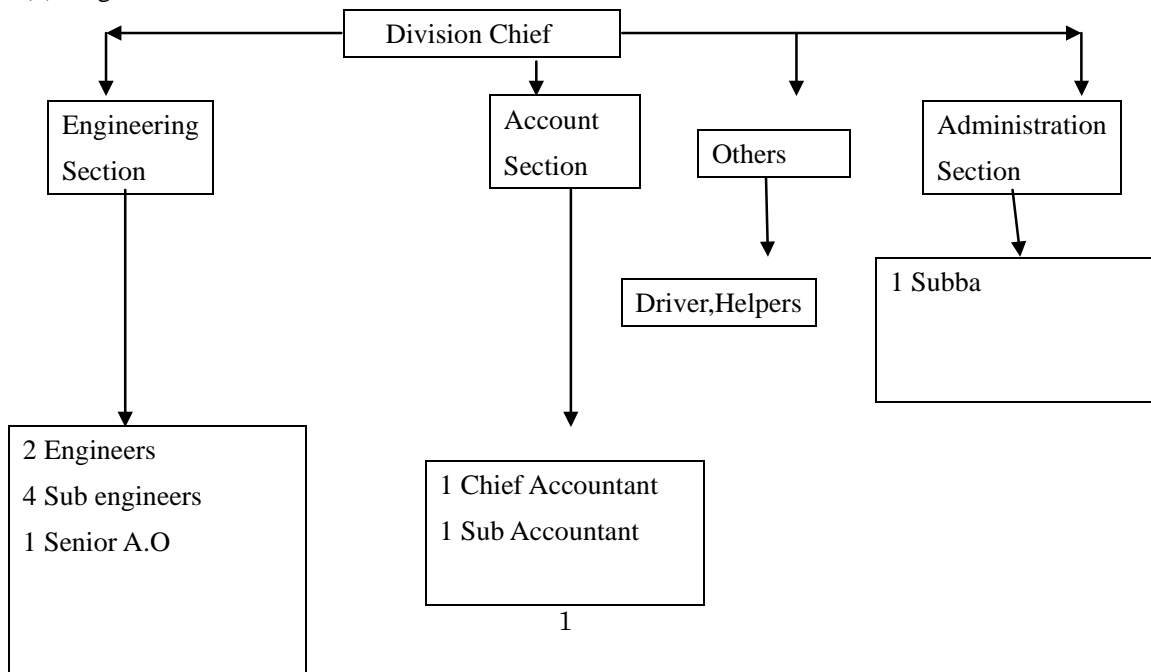 Division Chief
Engineering
Section
Account
Section
Others
Administration
Section
Driver,Helpers
1 Subba
2 Engineers
4 Sub engineers
1 Senior A.O
1 Chief Accountant
1 Sub Accountant
1